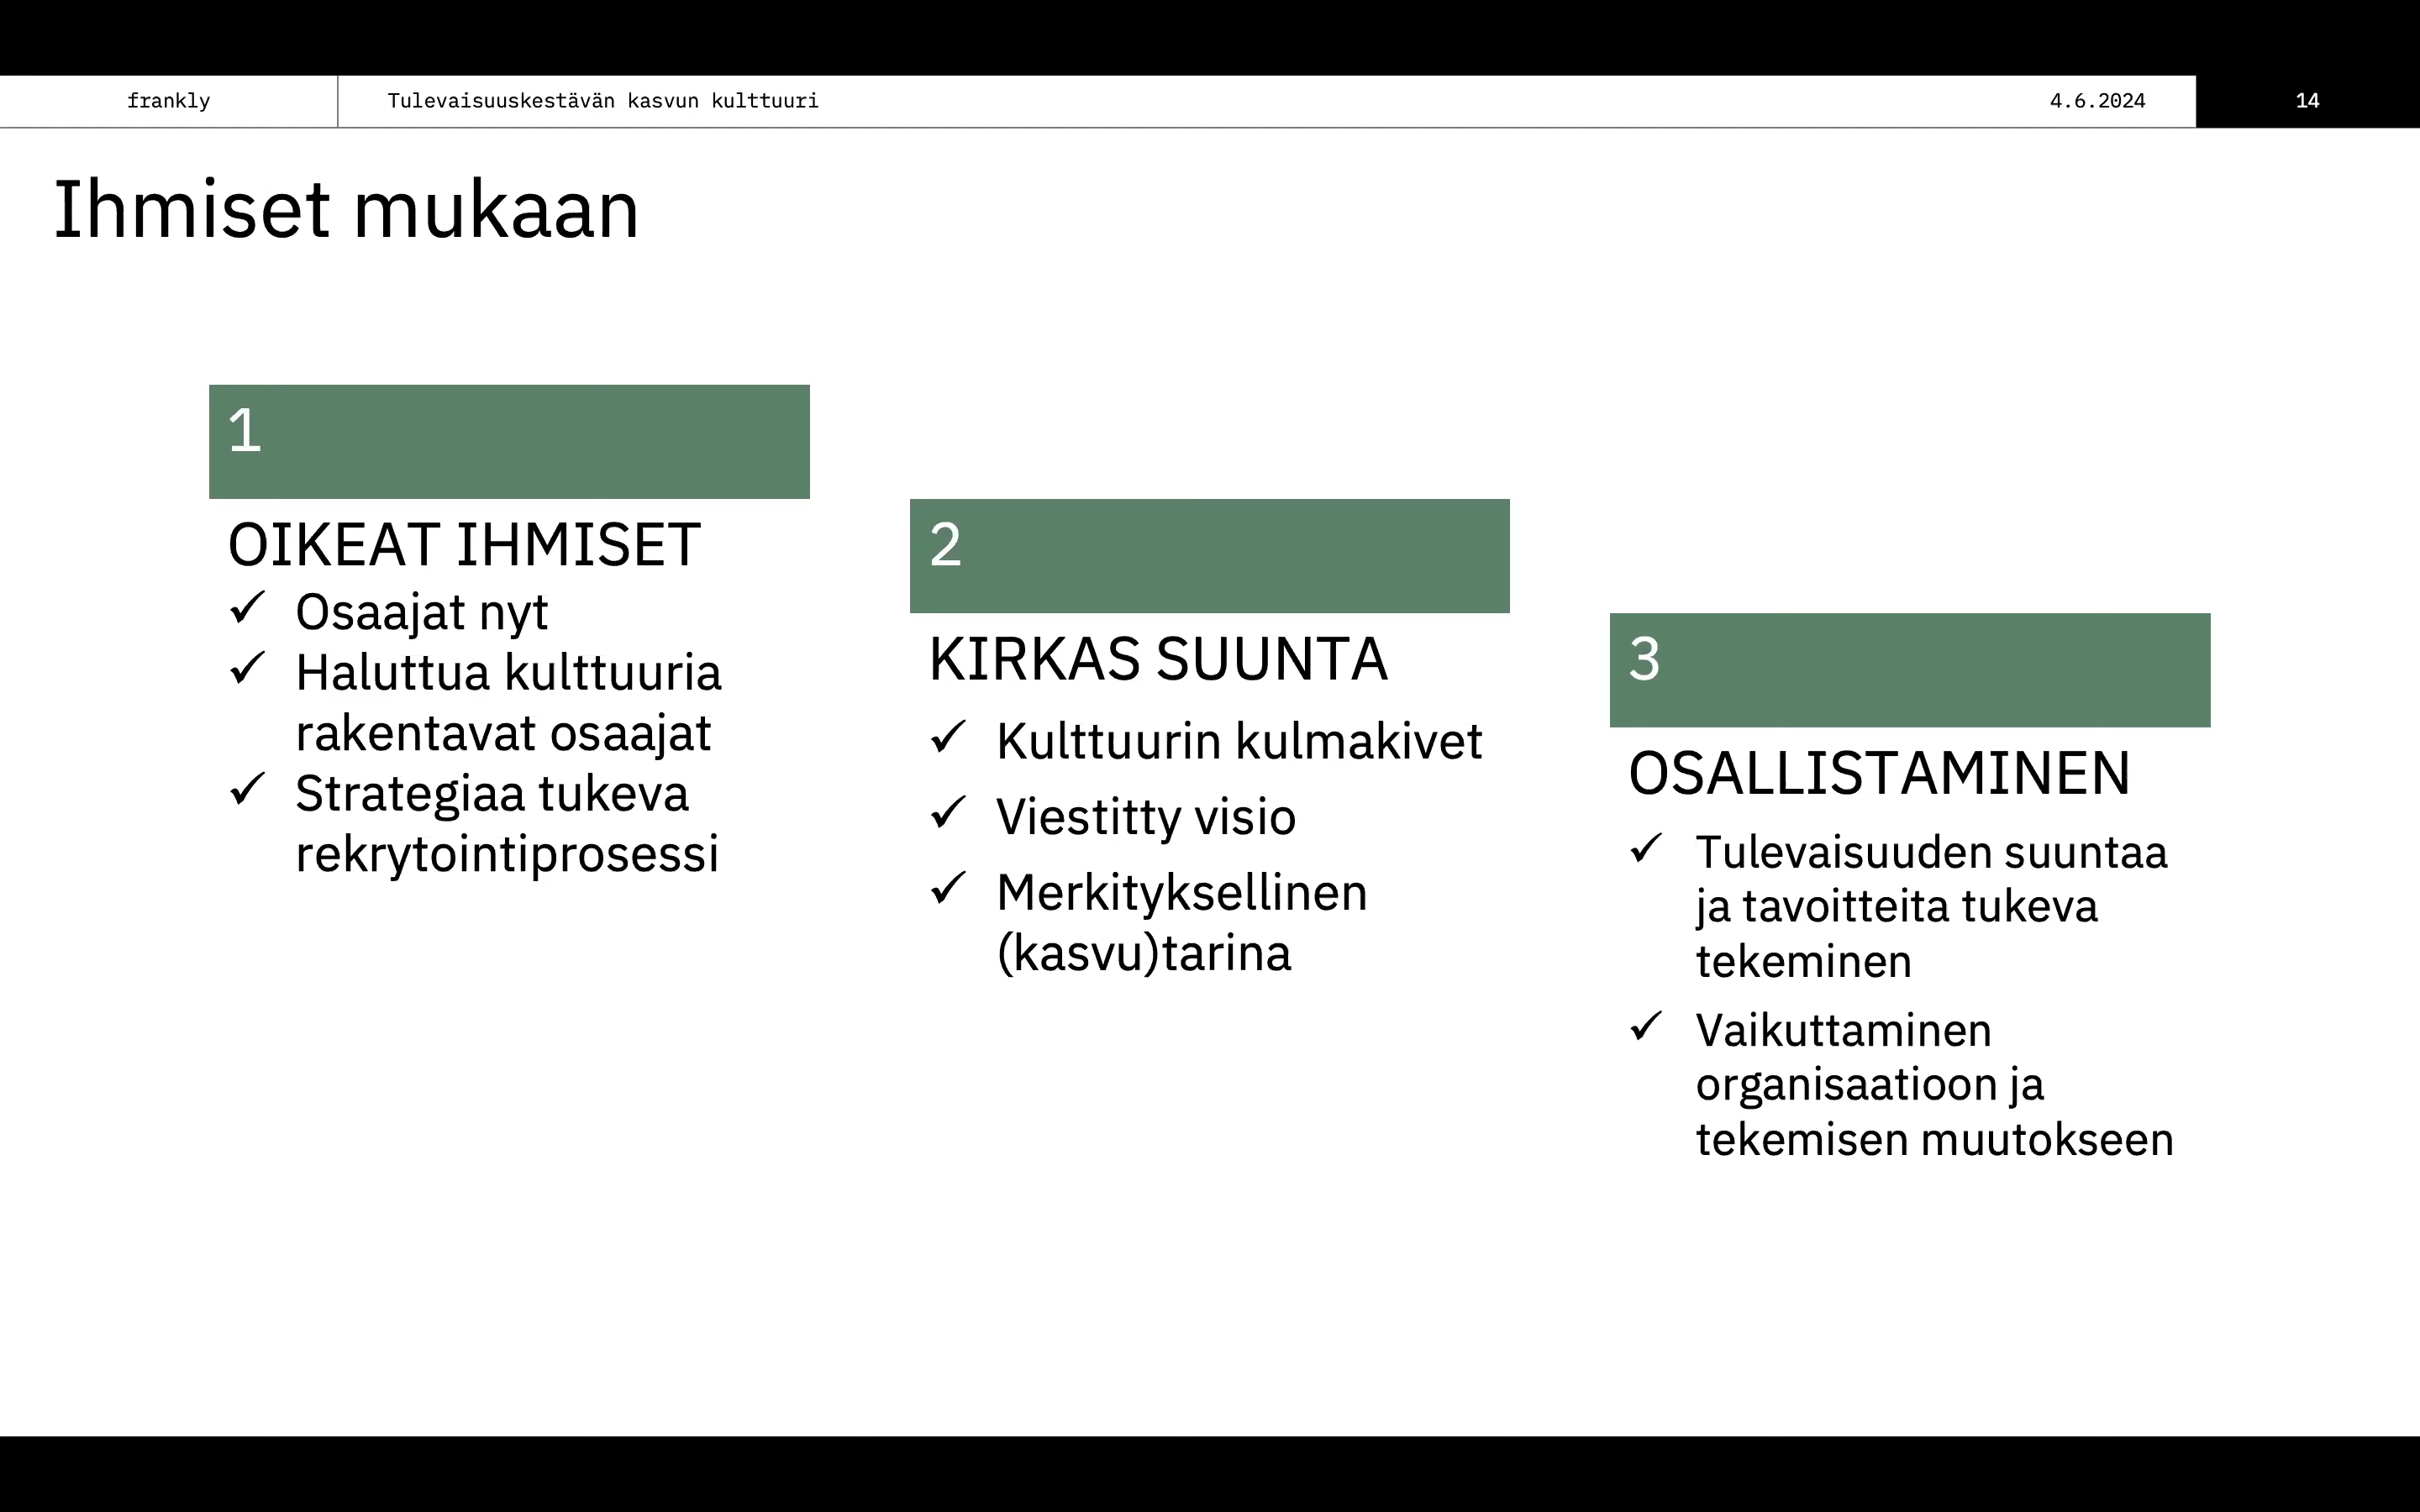 frankly
Tulevaisuuskestävän kasvun kulttuuri
4.6.2024
14
Ihmiset mukaan
1
OIKEAT IHMISET
✓ Osaajat nyt
✓ Haluttua kulttuuria
rakentavat osaajat
✓ Strategiaa tukeva
rekrytointiprosessi
2
KIRKAS SUUNTA
✓ Kulttuurin kulmakivet
✓ Viestitty visio
✓ Merkityksellinen
(kasvu)tarina
3
OSALLISTAMINEN
✓ Tulevaisuuden suuntaa
ja tavoitteita tukeva
tekeminen
✓ Vaikuttaminen
organisaatioon ja
tekemisen muutokseen